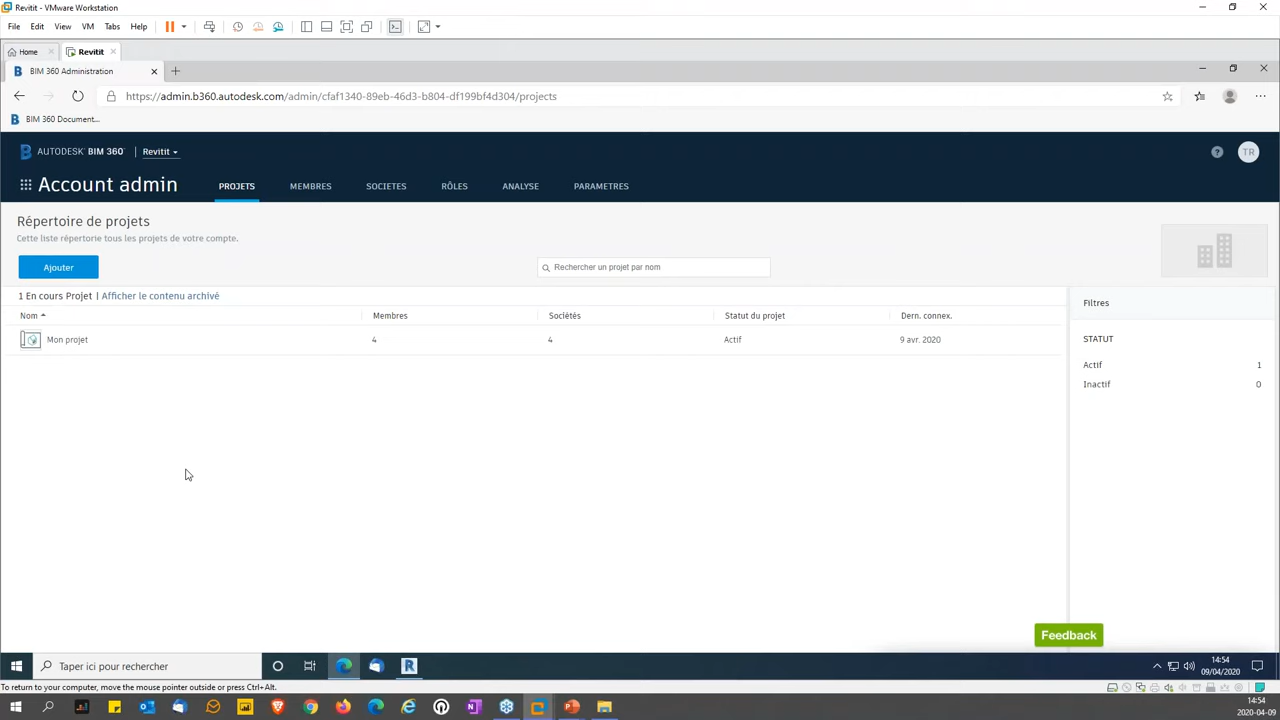 Revitit - VMware Workstation
File Edit View VM Tabs Help
Home Revitit
BIM 360 Administration
https://admin.b360.autodesk.com/admin/cfaf1340-89eb-46d3-b804-df199bf4d304/projects
BIM 360 Document...
AUTODESK' BIM 360' Revitit TR
Account admin PROJETS MEMBRES SOCIETES RÔLES ANALYSE PARAMETRES
Répertoire de projets
Cette liste répertorie tous les projets de votre compte.
Ajouter Rechercher un projet par nom
1 En cours Projet | Afficher le contenu archivé Filtres
Nom Membres Sociétés Statut du projet Dern. connex.
Mon projet 4 4 Actif 9 avr. 2020 STATUT
Actif 1
Inactif 0
Feedback
Taper ici pour rechercher 14:54
09/04/2020
To return to your computer, move the mouse pointer outside or press Ctrl+Alt.
14:54
2020-04-09